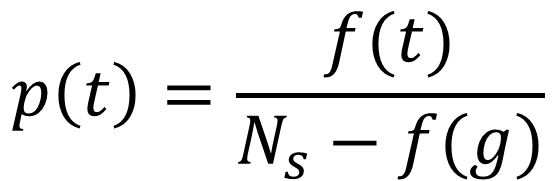 p(t) = f(t) / (N_s − f(g))